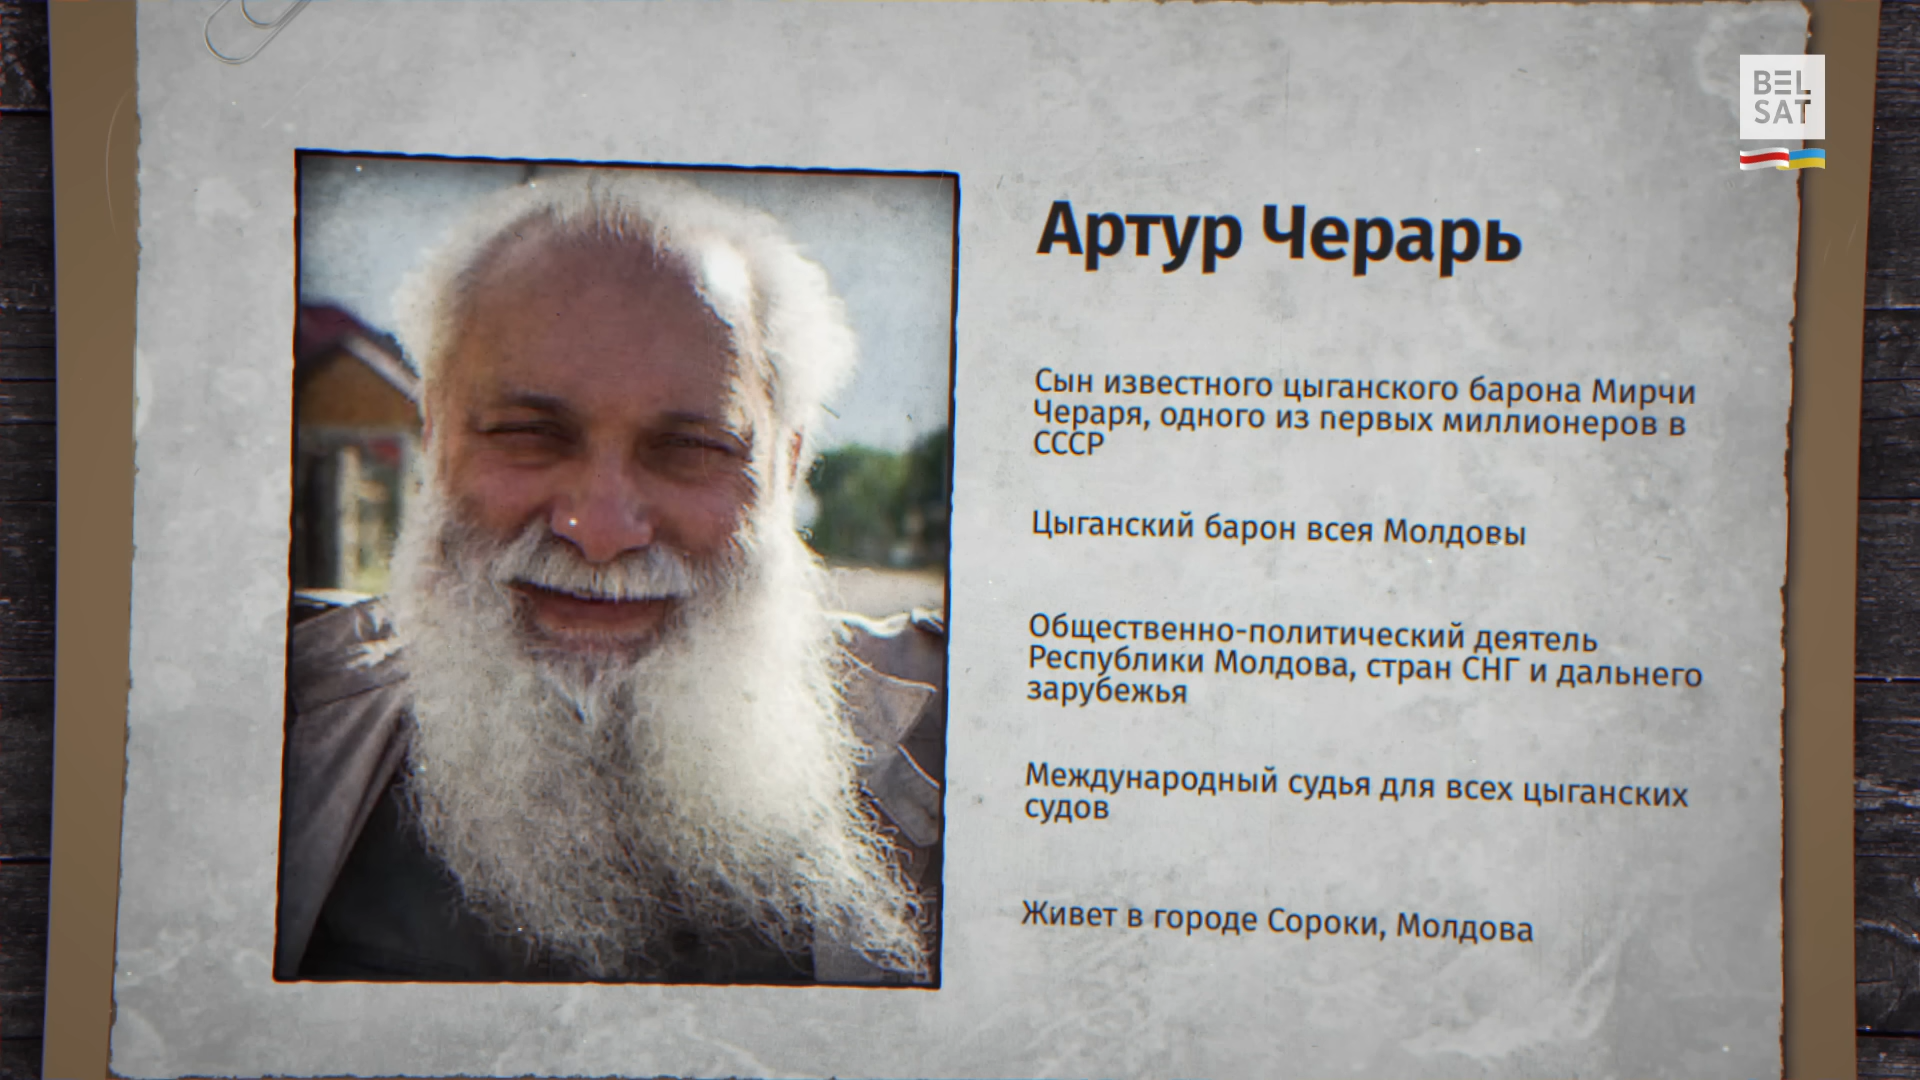 BEL
SAT
Артур Черарь
Сын известного цыганского барона Мирчи
Чераря, одного из первых миллионеров в
СССР
Цыганский барон всея Молдовы
Общественно-политический деятель
Республики Молдова, стран СНГ и дальнего
зарубежья
Международный судья для всех цыганских
судов
Живет в городе Сороки, Молдова